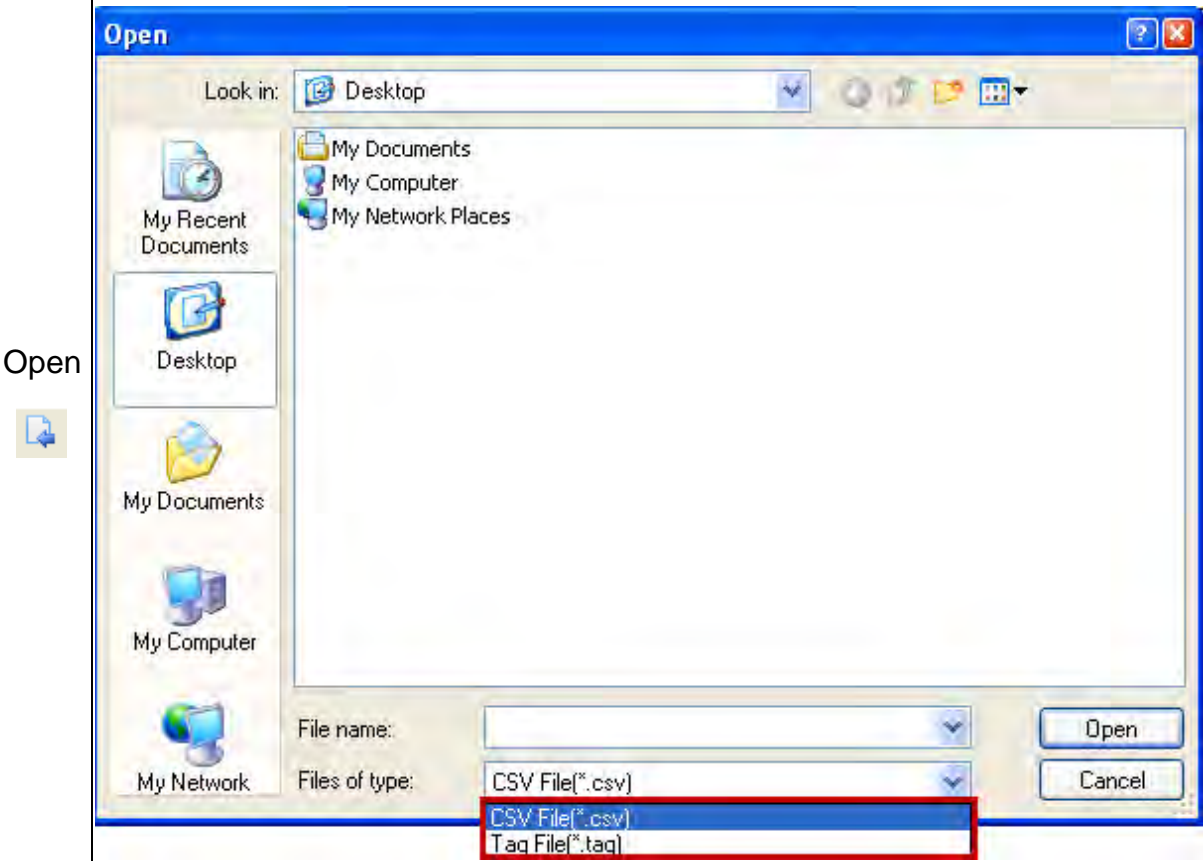 Open
Open
Look in: Desktop
My Documents
My Computer
My Network Places
My Recent
Documents
Desktop
My Documents
My Computer
My Network
File name:
Open
Files of type: CSV File(*.csv)
Cancel
CSV File(*.csv)
Tag File(*.tag)